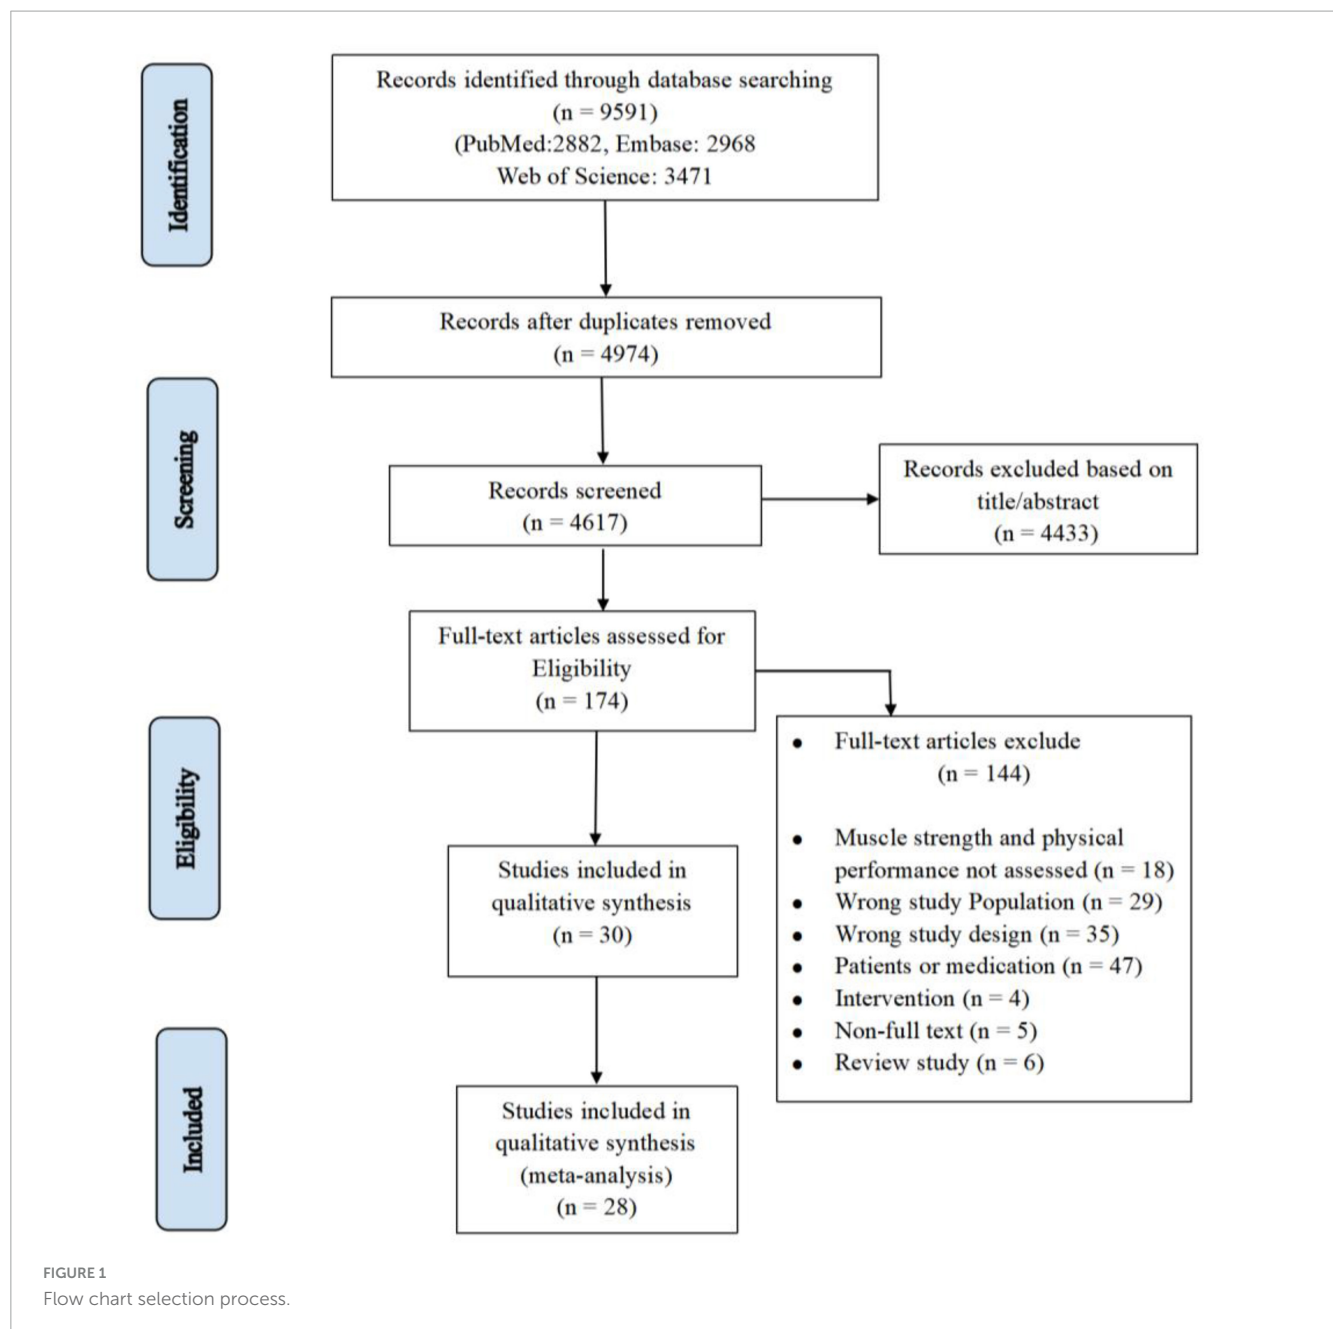 Identification
Records identified through database searching
(n = 9591)
(PubMed:2882, Embase: 2968
Web of Science: 3471
Records after duplicates removed
(n = 4974)
Screening
Records screened
(n = 4617)
Records excluded based on
title/abstract
(n = 4433)
Full-text articles assessed for
Eligibility
(n = 174)
Eligibility
● Full-text articles exclude
(n = 144)
● Muscle strength and physical
performance not assessed (n = 18)
● Wrong study Population (n = 29)
● Wrong study design (n = 35)
● Patients or medication (n = 47)
● Intervention (n = 4)
● Non-full text (n = 5)
● Review study (n = 6)
Studies included in
qualitative synthesis
(n = 30)
Included
Studies included in
qualitative synthesis
(meta-analysis)
(n = 28)
FIGURE 1
Flow chart selection process.